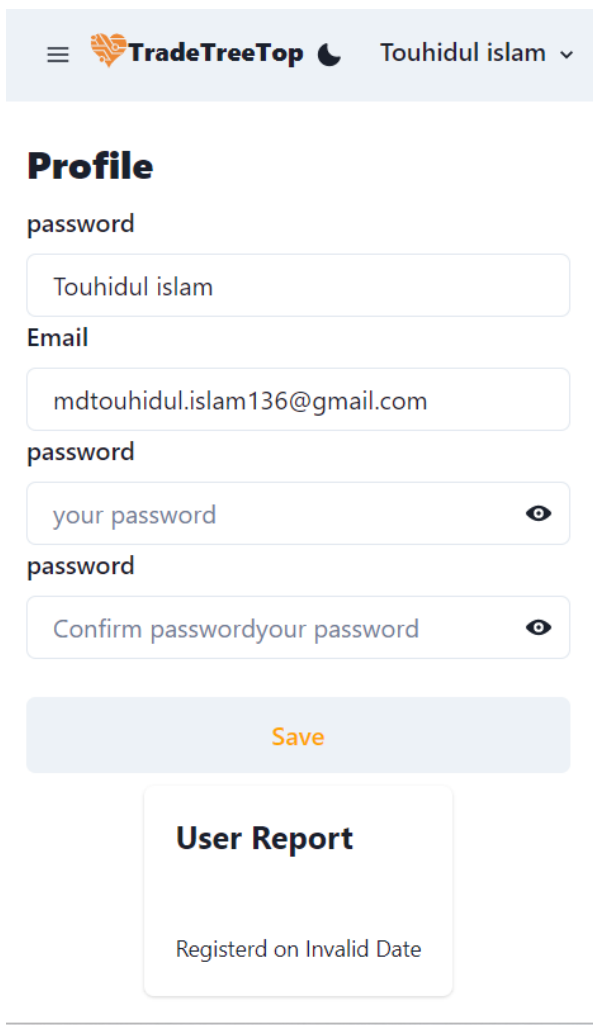 TradeTreeTop Touhidul islam
Profile
password
Touhidul islam
Email
mdtouhidul.islam136@gmail.com
password
your password
password
Confirm passwordyour password
Save
User Report
Registerd on Invalid Date